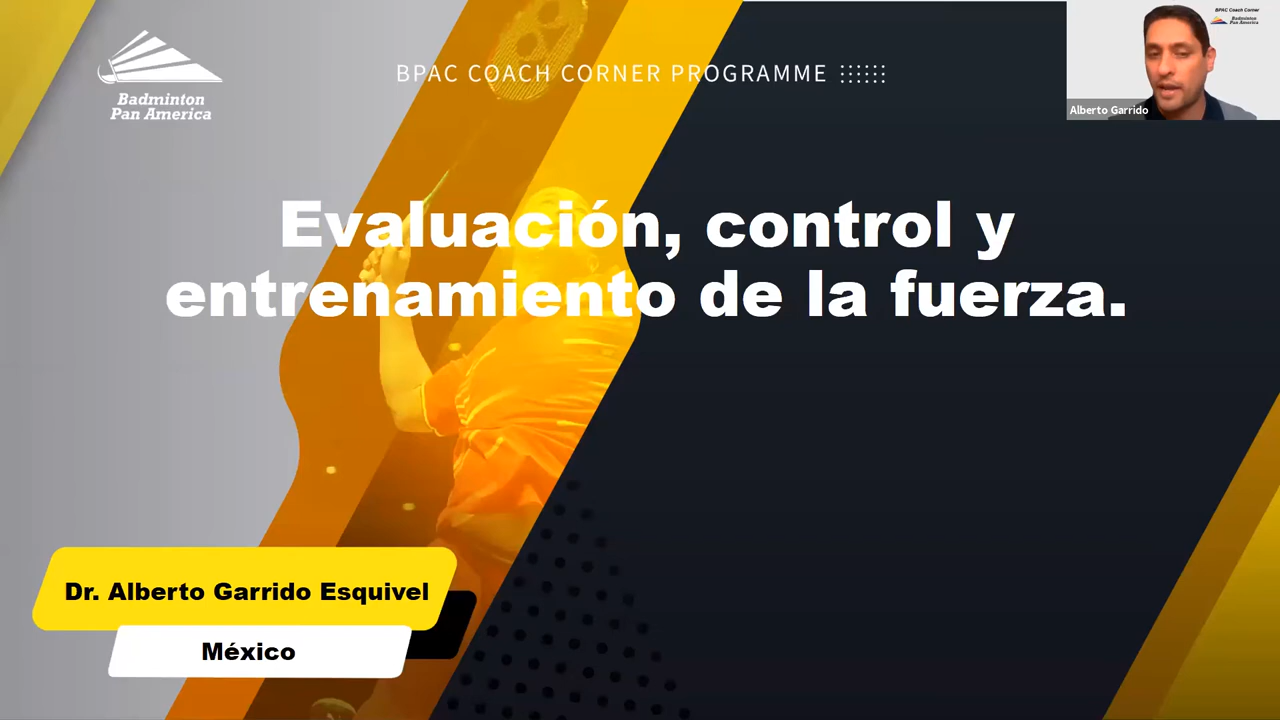 Badminton
Pan America
BPAC COACH CORNER PROGRAMME
BPAC Coach Corner
Badminton
Pan America
Alberto Garrido
Evaluación, control y
entrenamiento de la fuerza.
Dr. Alberto Garrido Esquivel
México